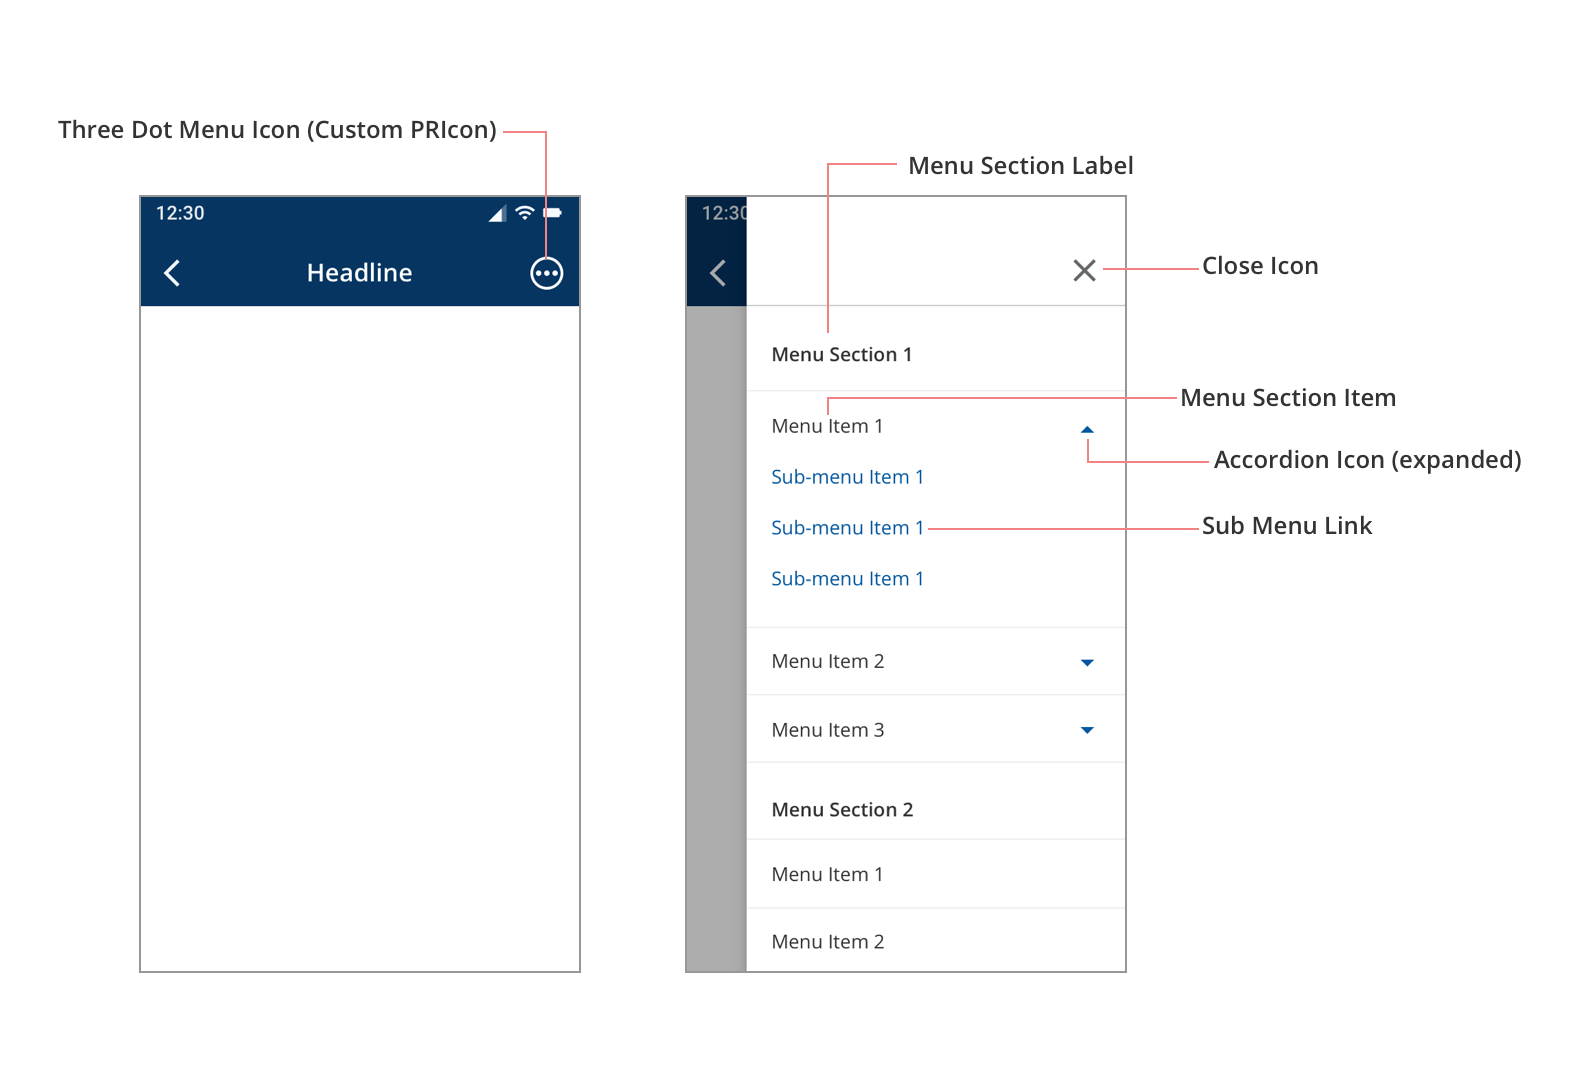 Three Dot Menu Icon (Custom PRIcon)
Menu Section Label
12:30
Headline
12:30
Close Icon
Menu Section 1
Menu Section Item
Menu Item 1
Accordion Icon (expanded)
Sub-menu Item 1
Sub-menu Item 1
Sub Menu Link
Sub-menu Item 1
Menu Item 2
Menu Item 3
Menu Section 2
Menu Item 1
Menu Item 2